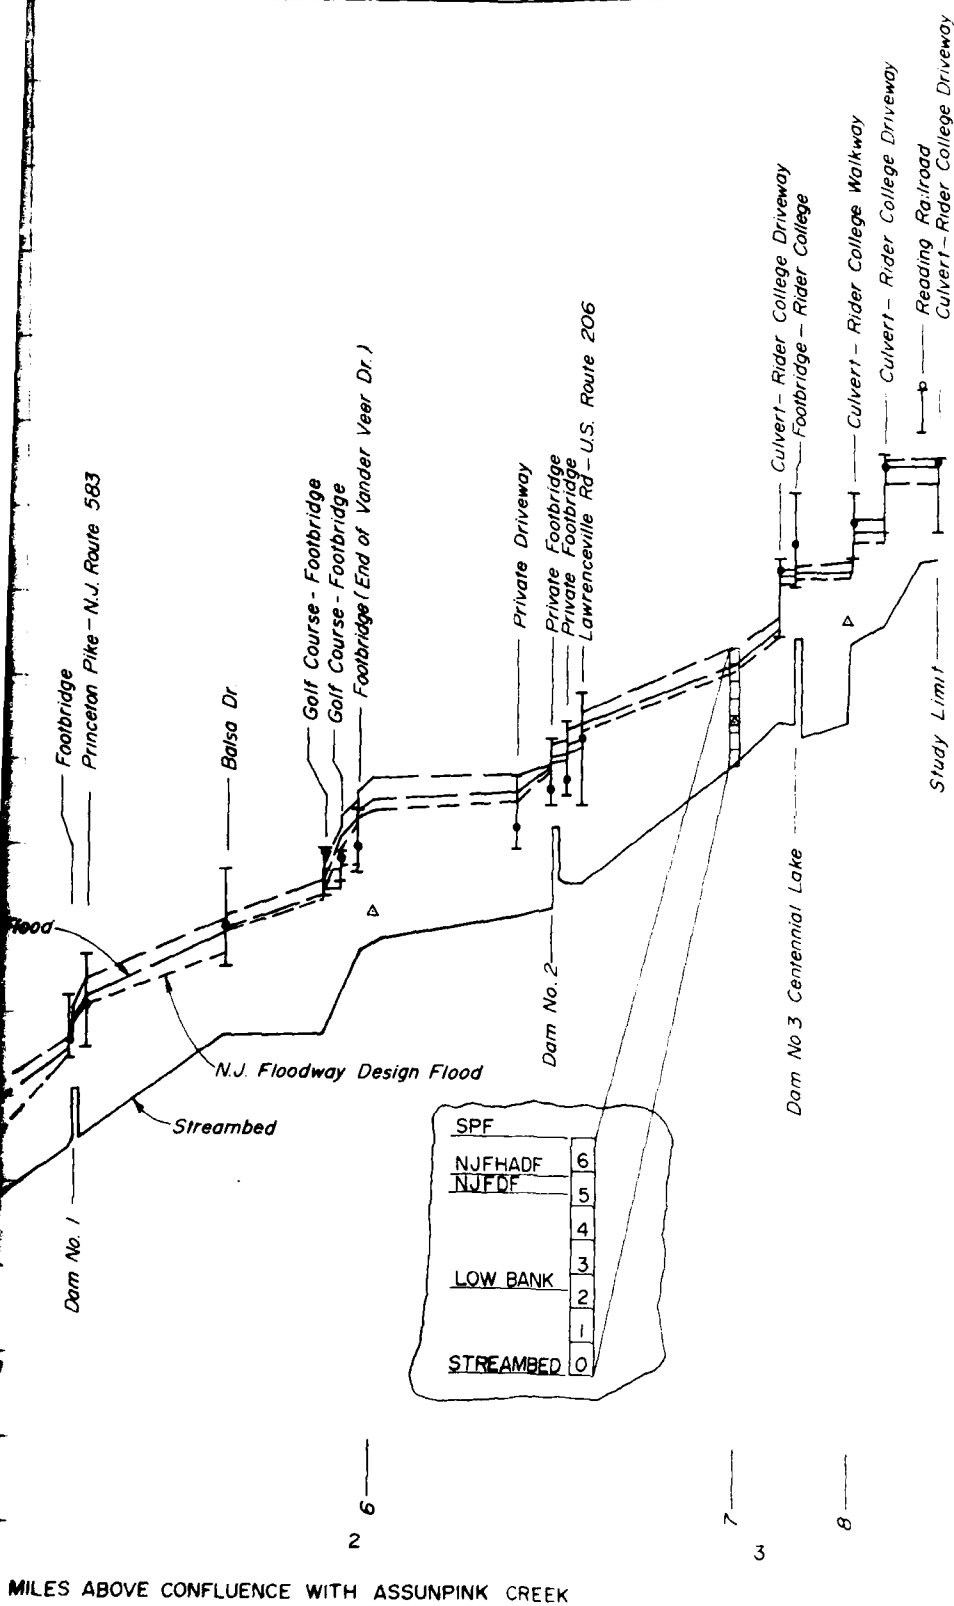 Footbridge
Princeton Pike - N.J. Route 583
Balsa Dr.
Golf Course - Footbridge
Golf Course - Footbridge
Footbridge (End of Vander Veer Dr.)
Private Driveway
Private Footbridge
Private Footbridge
Lawrenceville Rd - U.S. Route 206
Culvert - Rider College Driveway
Footbridge - Rider College
Culvert - Rider College Walkway
Culvert - Rider College Driveway
Reading Railroad
Culvert - Rider College Driveway
Flood
N.J. Floodway Design Flood
Streambed
Dam No. 1
Dam No. 2
Dam No 3 Centennial Lake
Study Limit
SPF
NJFHADF
NJFDF
LOW BANK
STREAMBED
6
5
4
3
2
1
0
6
7
8
2
3
MILES ABOVE CONFLUENCE WITH ASSUNPINK CREEK